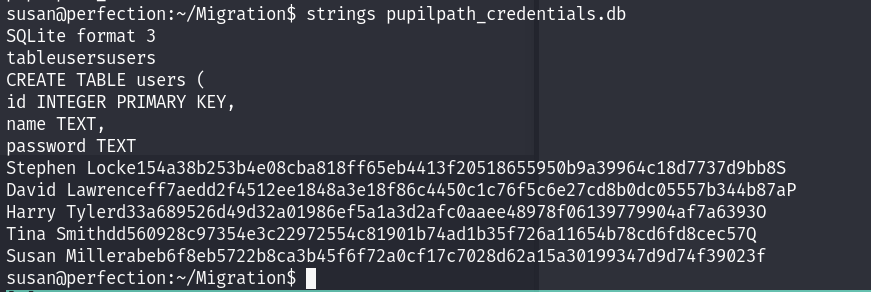 susan@perfection:~/Migration$ strings pupilpath_credentials.db
SQLite format 3
tableusersusers
CREATE TABLE users (
id INTEGER PRIMARY KEY,
name TEXT,
password TEXT
Stephen Locke154a38b253b4e08cba818ff65eb4413f20518655950b9a39964c18d7737d9bb8S
David Lawrenceff7aedd2f4512ee1848a3e18f86c4450c1c76f5c6e27cd8b0dc05557b344b87aP
Harry Tylerd33a689526d49d32a01986ef5a1a3d2afc0aaee48978f06139779904af7a6393O
Tina Smithdd560928c97354e3c22972554c81901b74ad1b35f726a11654b78cd6fd8cec57Q
Susan Millerabeb6f8eb5722b8ca3b45f6f72a0cf17c7028d62a15a30199347d9d74f39023f
susan@perfection:~/Migration$